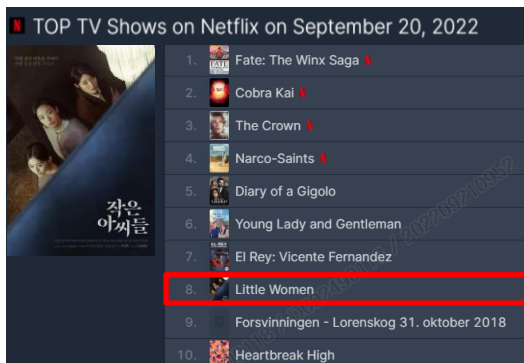 TOP TV Shows on Netflix on September 20, 2022
작은
아씨들
1. Fate: The Winx Saga
2. Cobra Kai
3. The Crown
4. Narco-Saints
5. Diary of a Gigolo
6. Young Lady and Gentleman
7. El Rey: Vicente Fernandez
8. Little Women
9. Forsvinningen - Lorenskog 31. oktober 2018
10. Heartbreak High